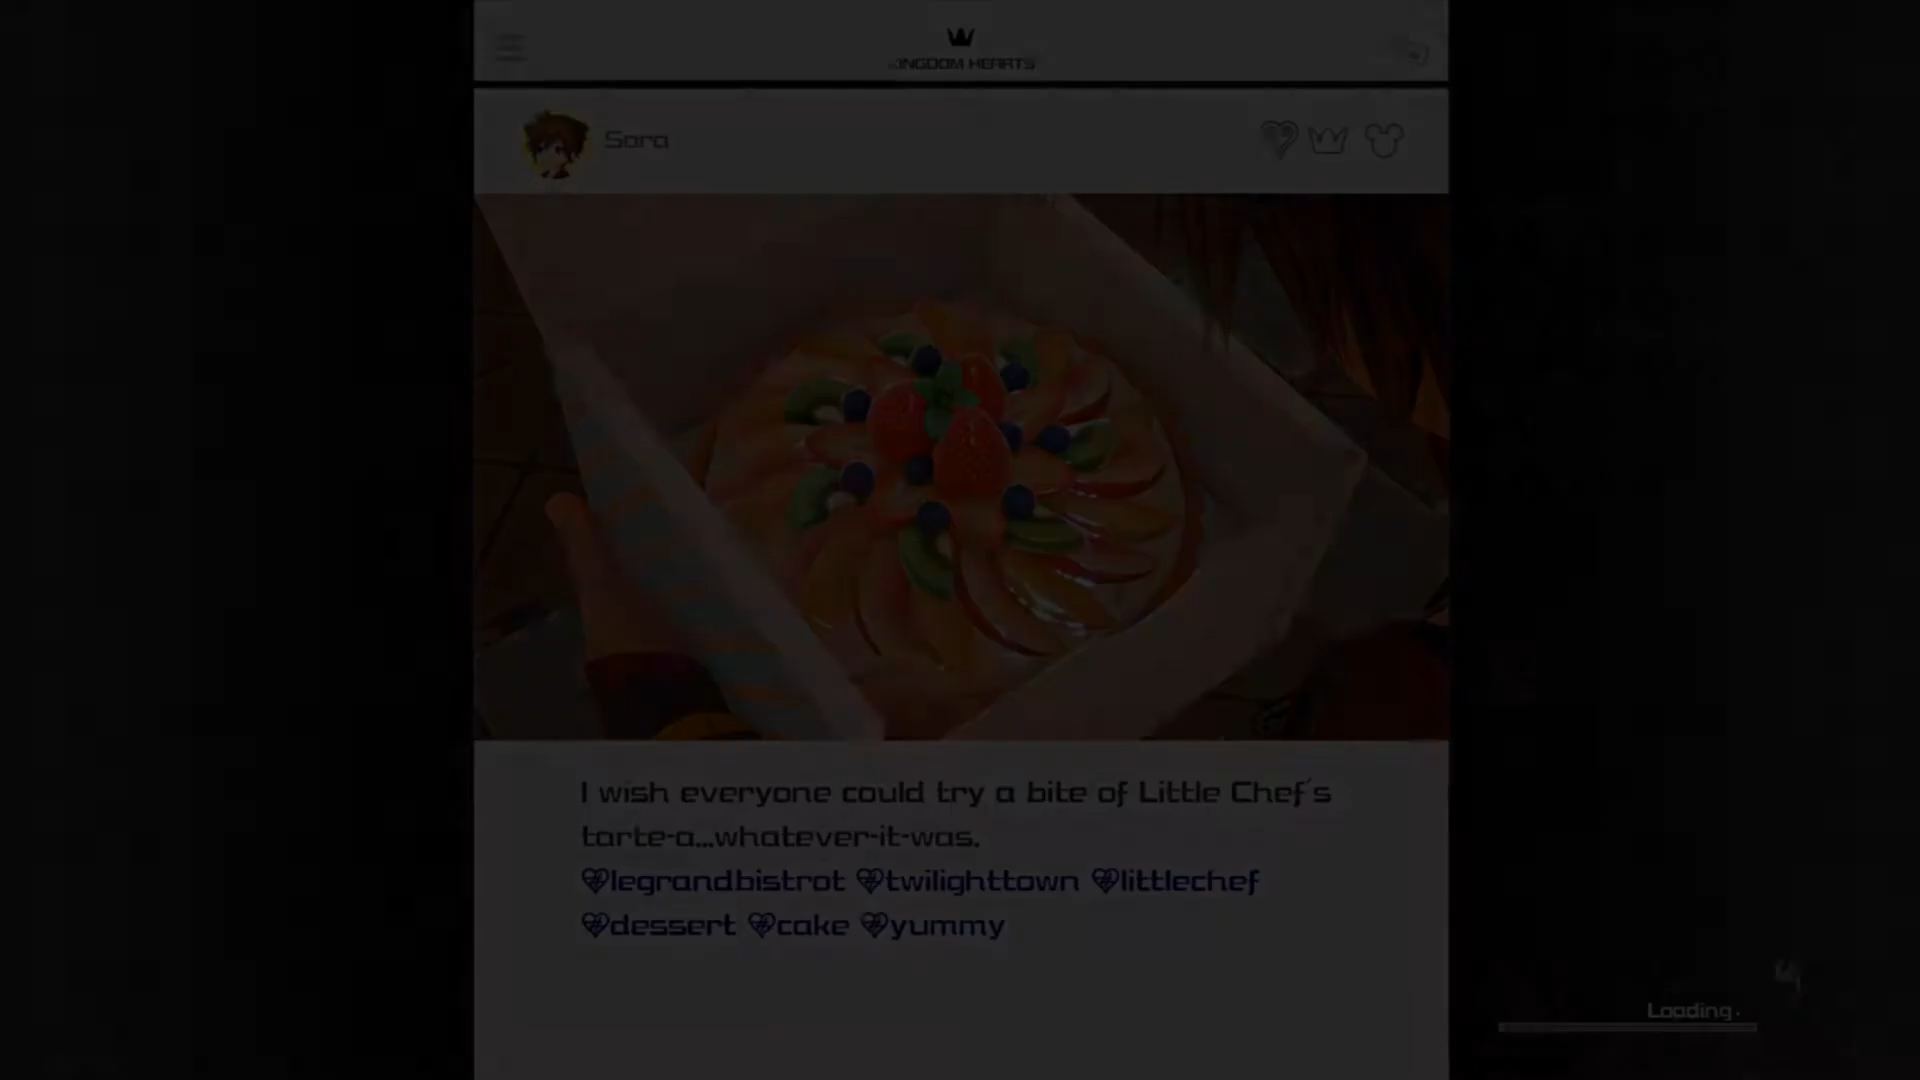 KINGDOM HEARTS
Sora
I wish everyone could try a bite of Little Chef's
tarte-a...whatever-it-was.
legrandbistrot twilighttown littlechef
dessert cake yummy
Loading.